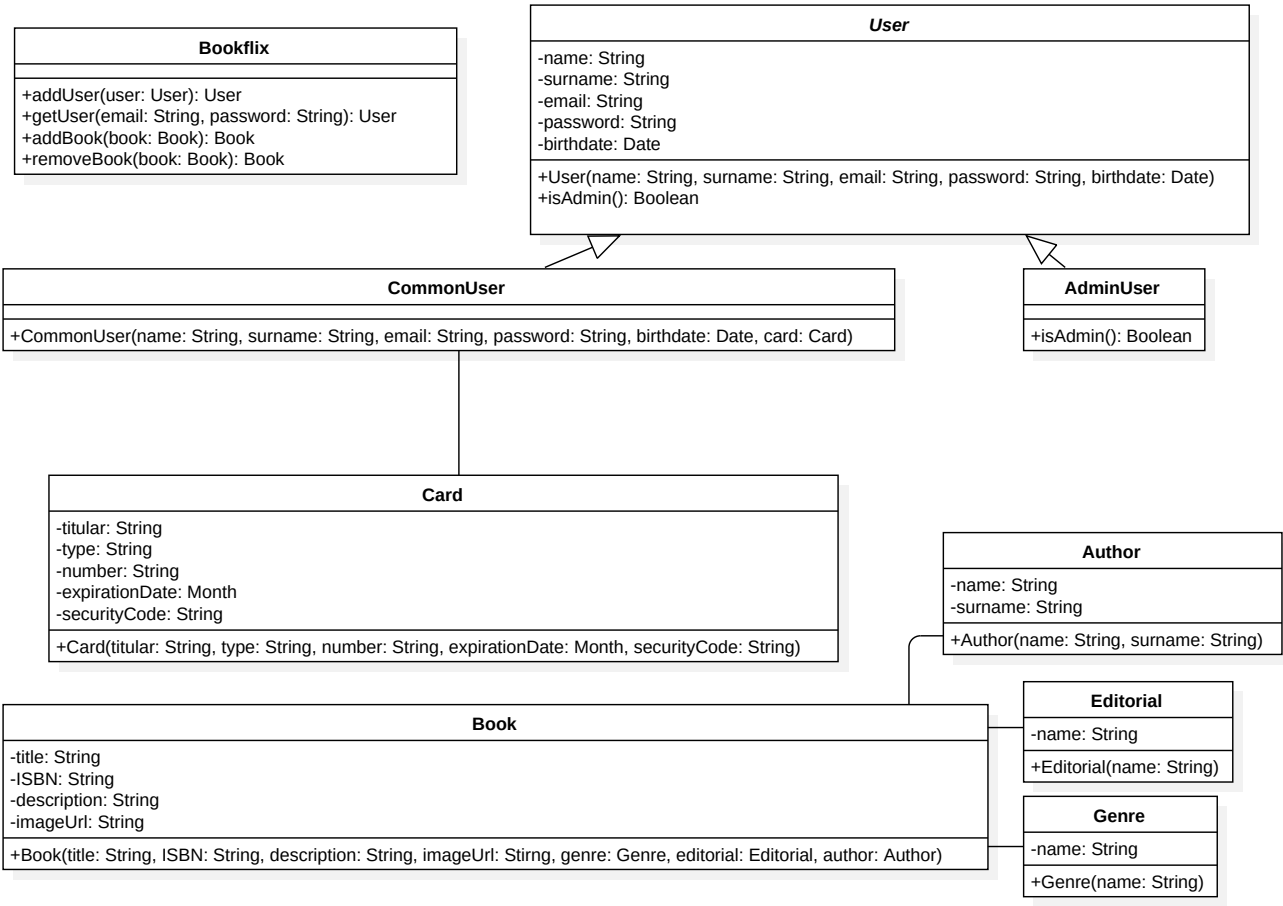 Bookflix
+addUser(user: User): User
+getUser(email: String, password: String): User
+addBook(book: Book): Book
+removeBook(book: Book): Book
User
-name: String
-surname: String
-email: String
-password: String
-birthdate: Date
+User(name: String, surname: String, email: String, password: String, birthdate: Date)
+isAdmin(): Boolean
CommonUser
+CommonUser(name: String, surname: String, email: String, password: String, birthdate: Date, card: Card)
AdminUser
+isAdmin(): Boolean
Card
-titular: String
-type: String
-number: String
-expirationDate: Month
-securityCode: String
+Card(titular: String, type: String, number: String, expirationDate: Month, securityCode: String)
Author
-name: String
-surname: String
+Author(name: String, surname: String)
Book
-title: String
-ISBN: String
-description: String
-imageUrl: String
+Book(title: String, ISBN: String, description: String, imageUrl: Stirng, genre: Genre, editorial: Editorial, author: Author)
Editorial
-name: String
+Editorial(name: String)
Genre
-name: String
+Genre(name: String)